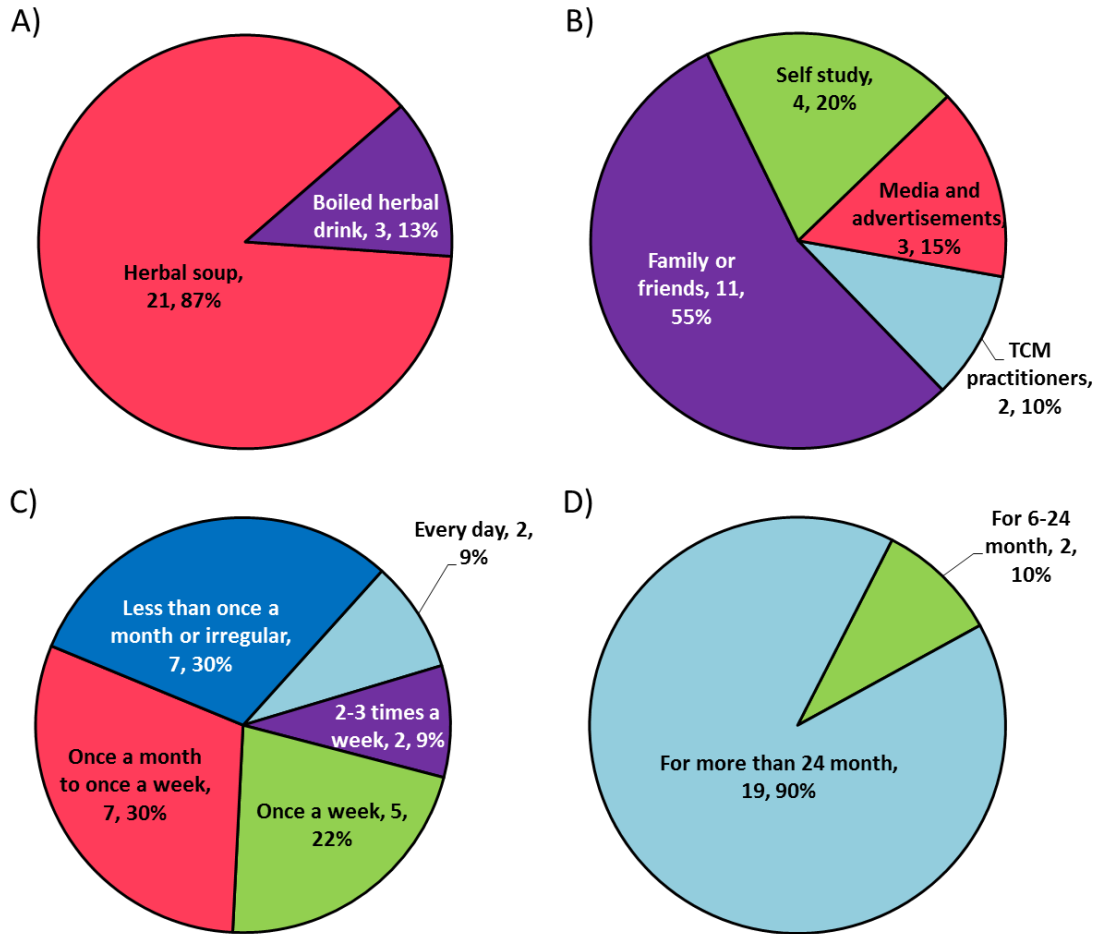 A)
Boiled herbal
drink, 3, 13%
Herbal soup,
21, 87%
B)
Self study,
4, 20%
Media and
advertisements,
3, 15%
Family or
friends, 11,
55%
TCM
practitioners,
2, 10%
C)
Every day, 2,
9%
Less than once a
month or irregular,
7, 30%
2-3 times a
week, 2, 9%
Once a month
to once a week,
7, 30%
Once a week, 5,
22%
D)
For 6-24
month, 2,
10%
For more than 24 month,
19, 90%